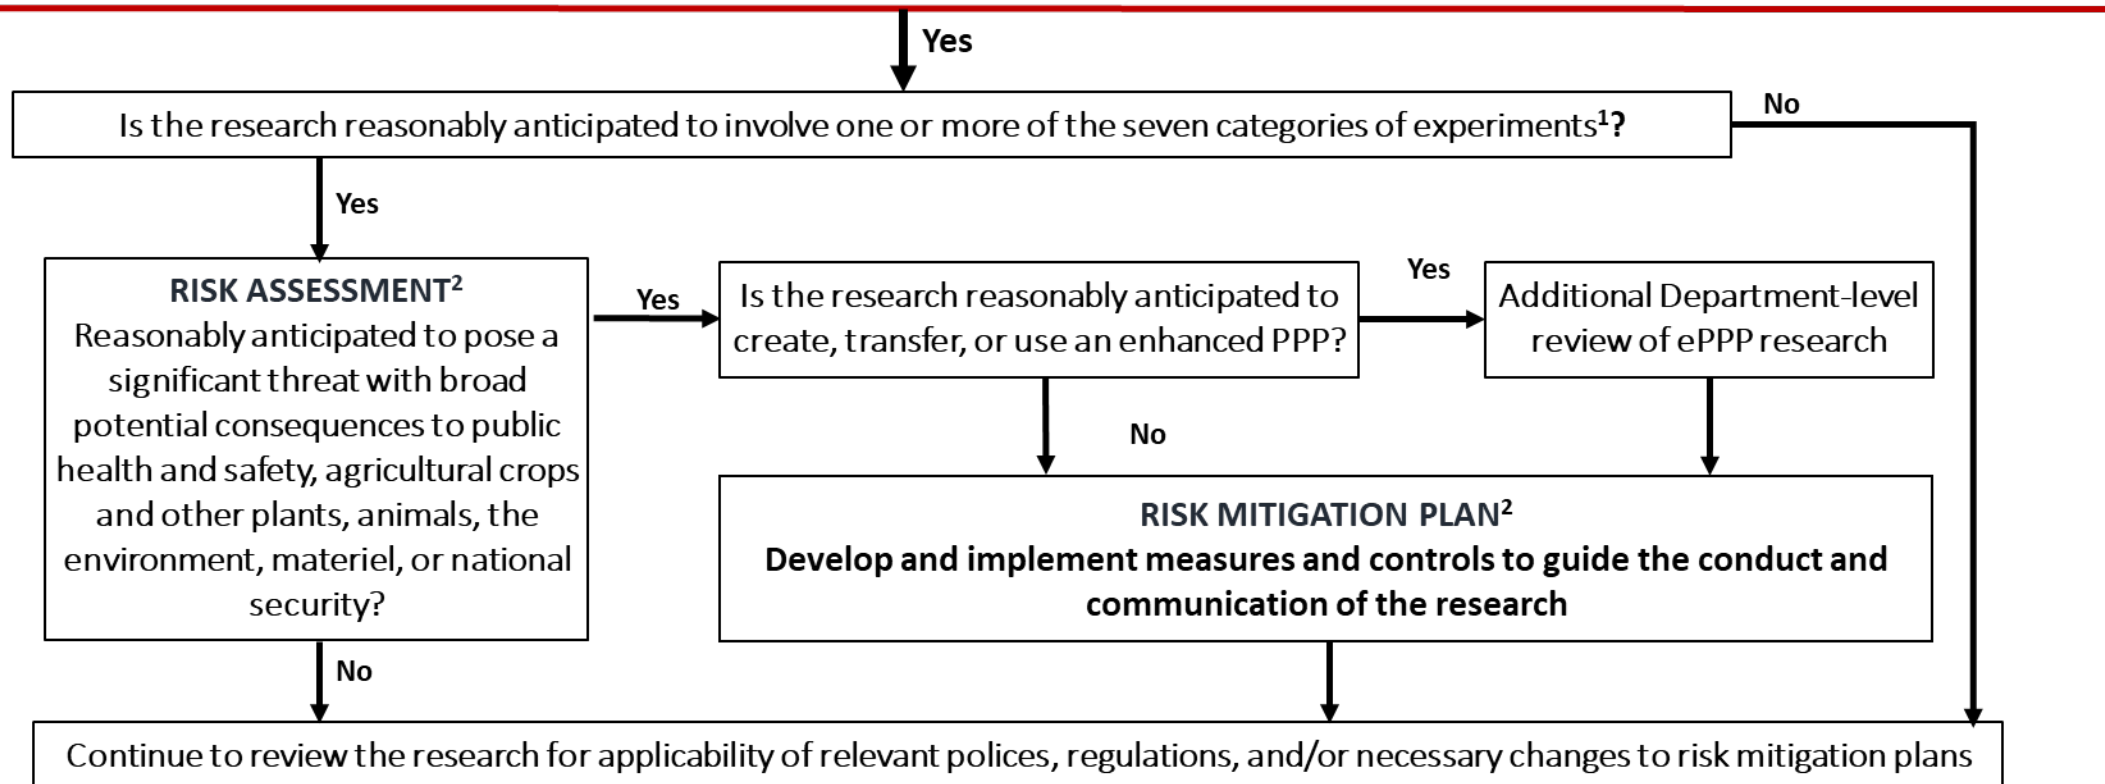 Yes
Is the research reasonably anticipated to involve one or more of the seven categories of experiments¹?
No
Yes
RISK ASSESSMENT²
Reasonably anticipated to pose a
significant threat with broad
potential consequences to public
health and safety, agricultural crops
and other plants, animals, the
environment, materiel, or national
security?
Yes
Is the research reasonably anticipated to
create, transfer, or use an enhanced PPP?
Yes
Additional Department-level
review of ePPP research
No
RISK MITIGATION PLAN²
Develop and implement measures and controls to guide the conduct and
communication of the research
No
Continue to review the research for applicability of relevant polices, regulations, and/or necessary changes to risk mitigation plans